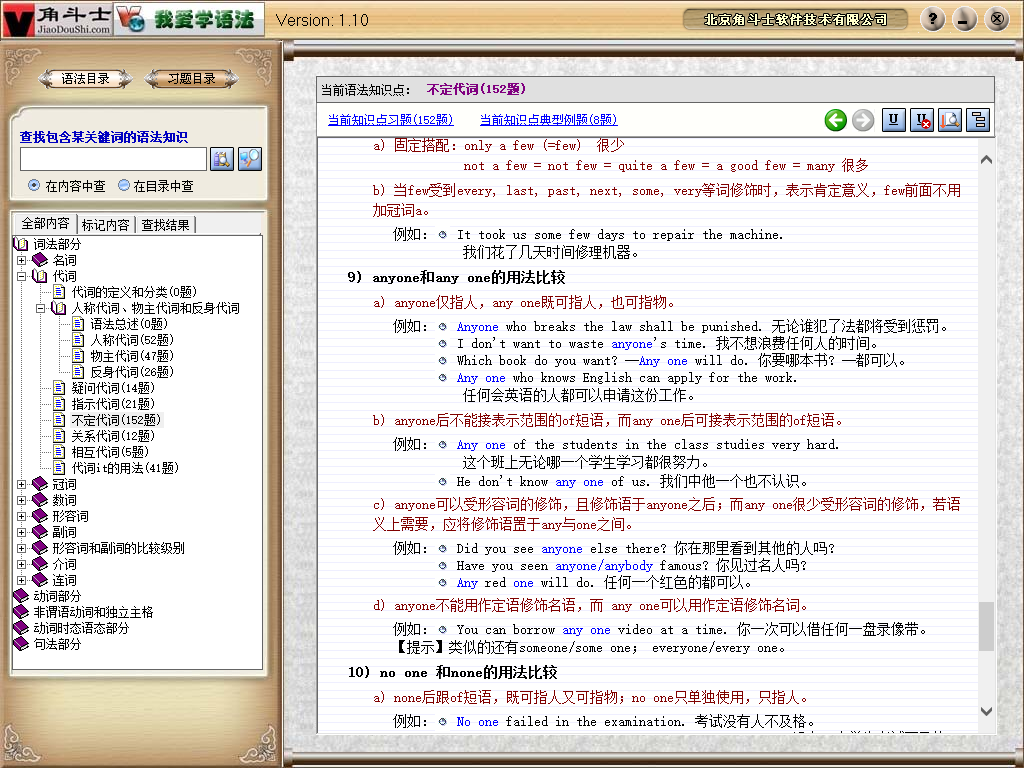 角斗士
JiaoDouShi.com
我爱学语法
Version: 1.10
北京角斗士软件技术有限公司
语法目录
习题目录
查找包含某关键词的语法知识
在内容中查
在目录中查
全部内容
标记内容
查找结果
词法部分
名词
代词
代词的定义和分类(0题)
人称代词、物主代词和反身代词
语法总述(0题)
人称代词(52题)
物主代词(47题)
反身代词(26题)
疑问代词(14题)
指示代词(21题)
不定代词(152题)
关系代词(12题)
相互代词(5题)
代词it的用法(41题)
冠词
数词
形容词
副词
形容词和副词的比较级别
介词
连词
动词部分
非谓语动词和独立主格
动词时态语态部分
句法部分
当前语法知识点: 不定代词(152题)
当前知识点习题(152题) 当前知识点典型例题(8题)
a) 固定搭配：only a few (=few) 很少
not a few = not few = quite a few = a good few = many 很多
b) 当few受到every, last, past, next, some, very等词修饰时，表示肯定意义，few前面不用
加冠词a。
例如： It took us some few days to repair the machine.
我们花了几天时间修理机器。
9) anyone和any one的用法比较
a) anyone仅指人，any one既可指人，也可指物。
例如： Anyone who breaks the law shall be punished. 无论谁犯了法都将受到惩罚。
I don't want to waste anyone's time. 我不想浪费任何人的时间。
Which book do you want? —Any one will do. 你要哪本书？—都可以。
Any one who knows English can apply for the work.
任何会英语的人都可以申请这份工作。
b) anyone后不能接表示范围的of短语，而any one后可接表示范围的of短语。
例如： Any one of the students in the class studies very hard.
这个班上无论哪一个学生学习都很努力。
He don't know any one of us. 我们中他一个也不认识。
c) anyone可以受形容词的修饰，且修饰语于anyone之后；而any one很少受形容词的修饰，若语
义上需要，应将修饰语置于any与one之间。
例如： Did you see anyone else there? 你在那里看到其他的人吗？
Have you seen anyone/anybody famous? 你见过名人吗？
Any red one will do. 任何一个红色的都可以。
d) anyone不能用作定语修饰名语，而 any one可以用作定语修饰名词。
例如： You can borrow any one video at a time. 你一次可以借任何一盘录像带。
【提示】类似的还有someone/some one; everyone/every one。
10) no one 和none的用法比较
a) none后跟of短语，既可指人又可指物；no one只单独使用，只指人。
例如： No one failed in the examination. 考试没有人不及格。